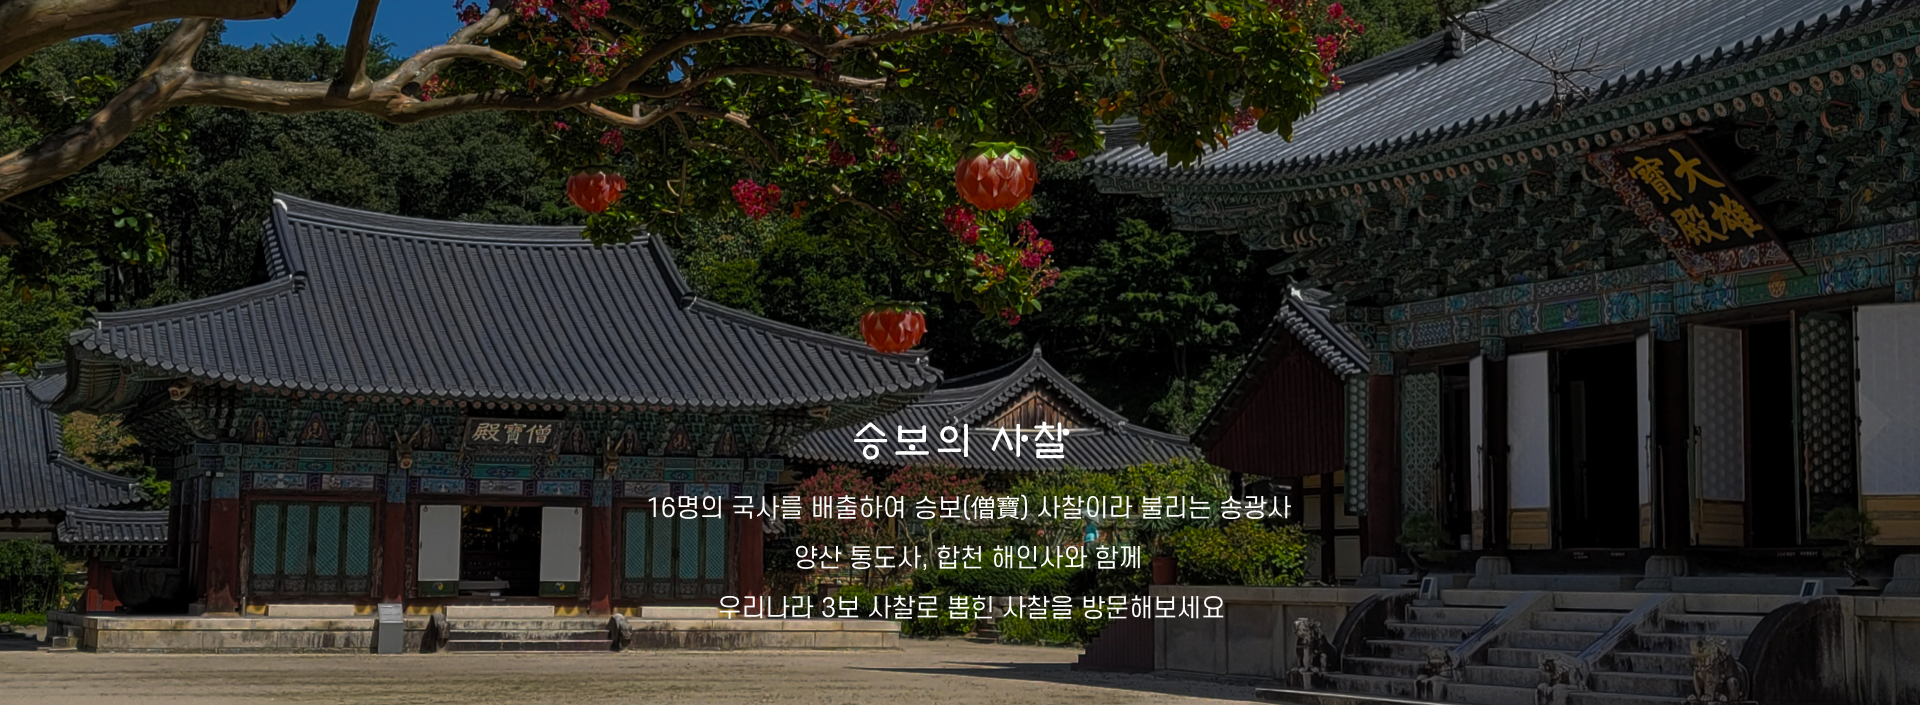 大雄
寶殿
殿寶僧
승보의 사찰
16명의 국사를 배출하여 승보(僧寶) 사찰이라 불리는 송광사
양산 통도사, 합천 해인사와 함께
우리나라 3보 사찰로 뽑힌 사찰을 방문해보세요